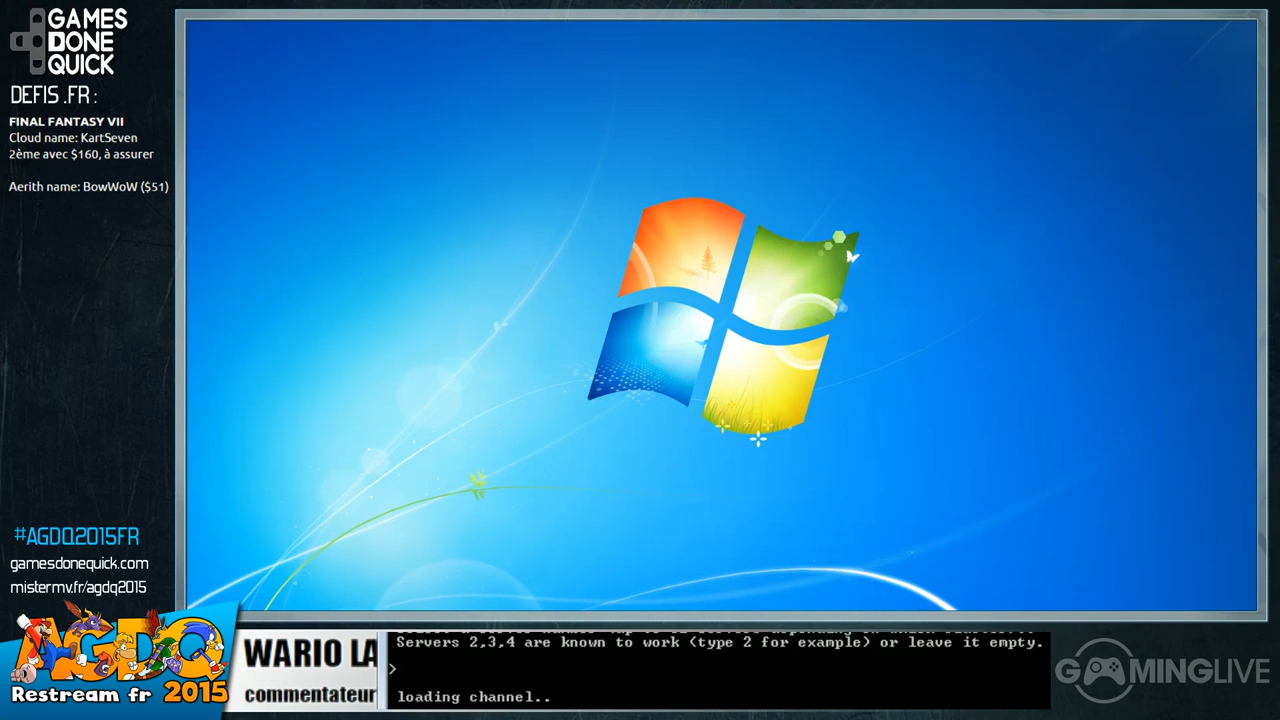 GAMES
DONE
QUICK
DEFIS .FR :
FINAL FANTASY VII
Cloud name: KartSeven
2ème avec $160, à assurer
Aerith name: BowWoW ($51)
#AGDQ2015FR
gamesdonequick.com
mistermv.fr/agdq2015
AGDQ
Restream fr 2015
WARIO LA
commentateur
Servers 2,3,4 are known to work (type 2 for example) or leave it empty.
>
loading channel..
GAMINGLIVE